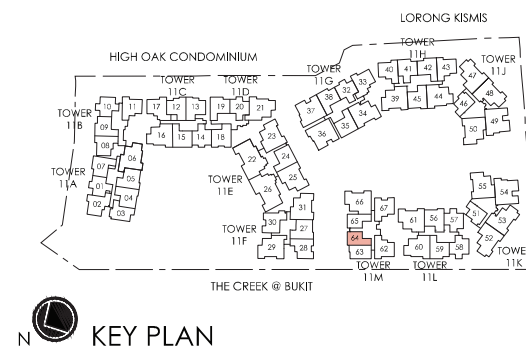 LORONG KISMIS
HIGH OAK CONDOMINIUM
TOWER 11H
TOWER 11G
TOWER 11J
TOWER 11C
TOWER 11D
TOWER 11B
TOWER 11A
TOWER 11E
TOWER 11F
TOWER 11M
TOWER 11L
TOWE 11K
40 41 42 43
47
48
46
49
50
39 45 44
33
32
38
37
34
35
36
10 11
17 12 13
19 20 21
09
08
16 15 14 18
07
06
05
01
04
02
03
23
22
24
25
26
31
30
27
29
28
66
67
65
64
63
62
61 56 57
60 59 58
55
54
51
53
52
THE CREEK @ BUKIT
N
KEY PLAN